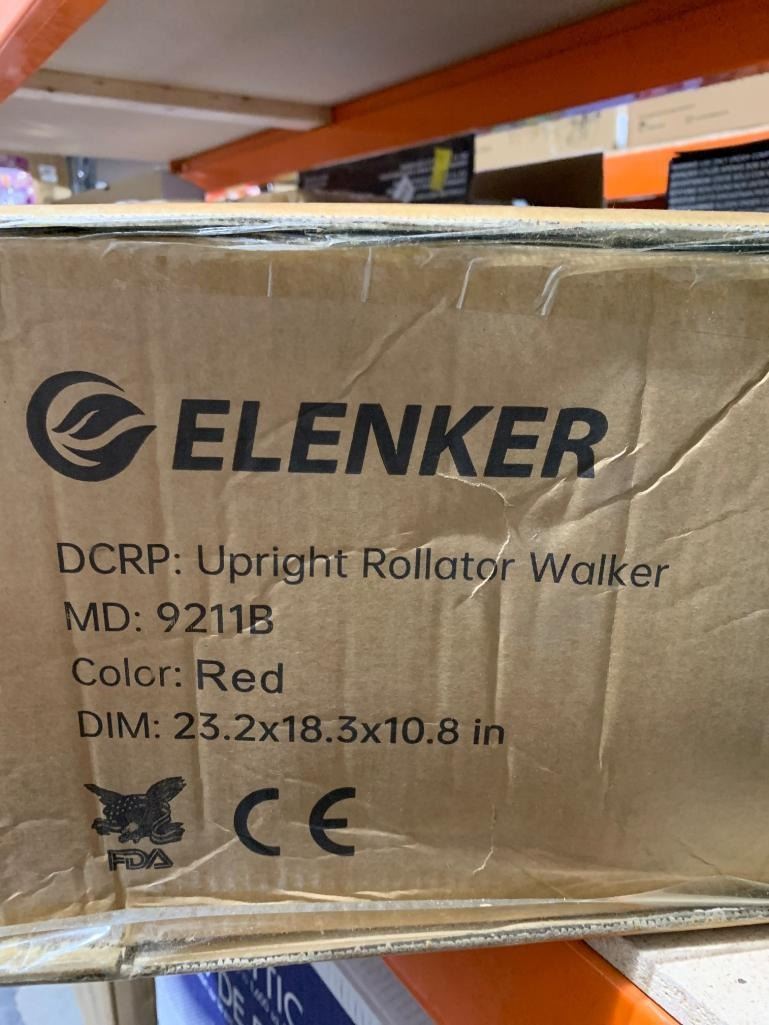 ELENKER
DCRP: Upright Rollator Walker
MD: 9211B
Color: Red
DIM: 23.2x18.3x10.8 in
FDA
CE